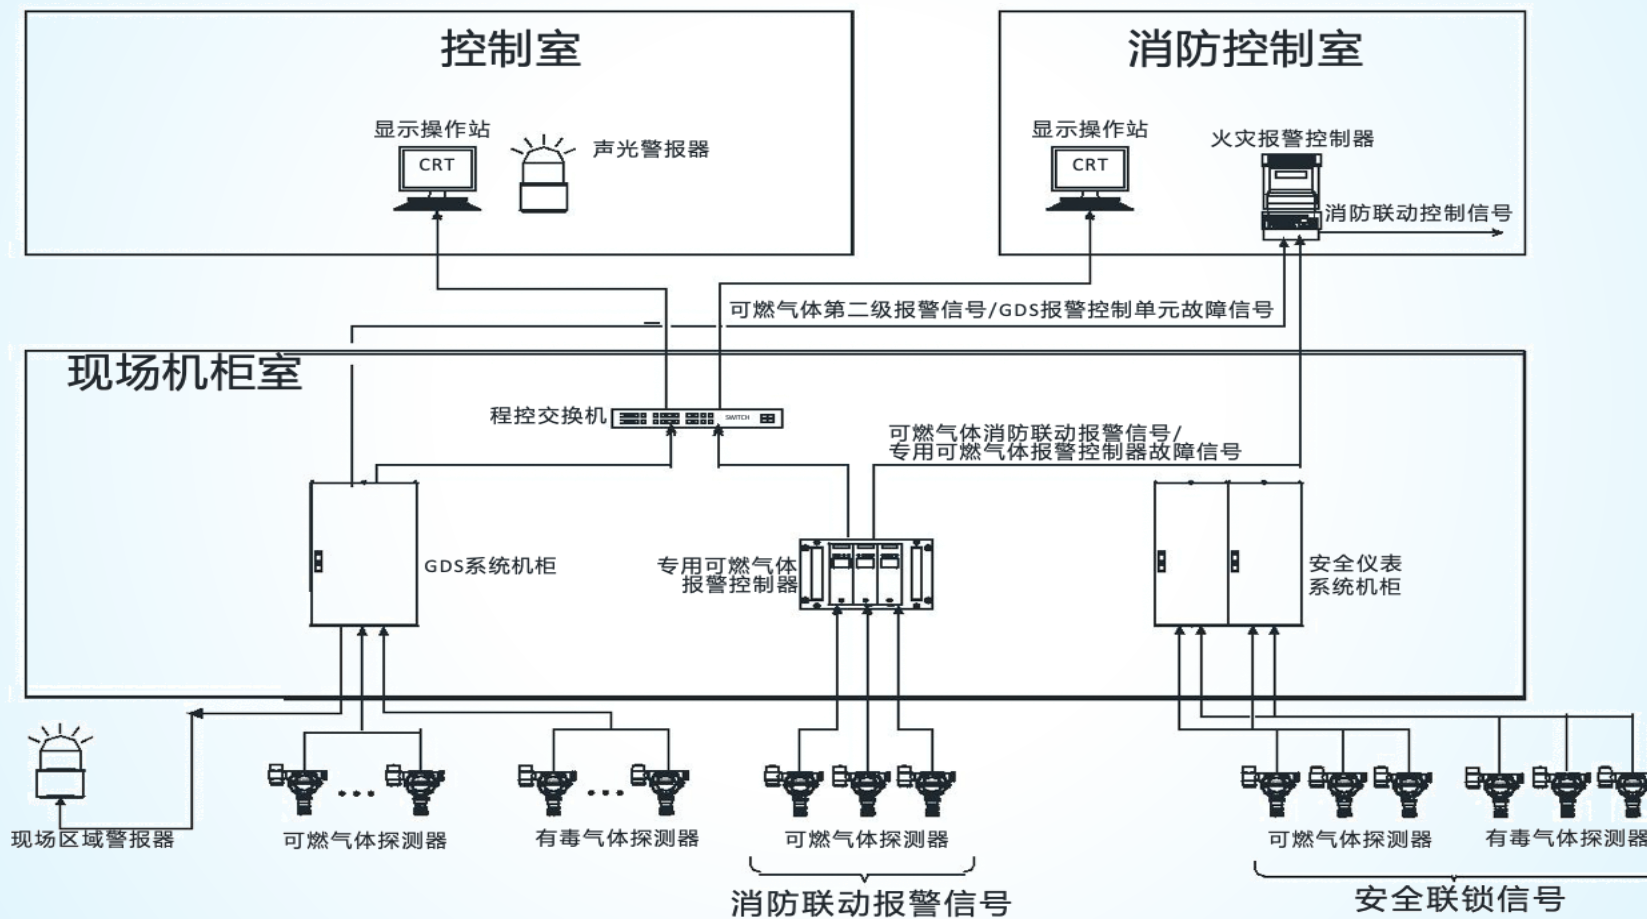 控制室
消防控制室
显示操作站
CRT
声光警报器
显示操作站
CRT
火灾报警控制器
消防联动控制信号
可燃气体第二级报警信号/GDS报警控制单元故障信号
现场机柜室
程控交换机
SWITCH
可燃气体消防联动报警信号/
专用可燃气体报警控制器故障信号
GDS系统机柜
专用可燃气体
报警控制器
安全仪表
系统机柜
现场区域警报器
可燃气体探测器
有毒气体探测器
可燃气体探测器
可燃气体探测器
有毒气体探测器
消防联动报警信号
安全联锁信号